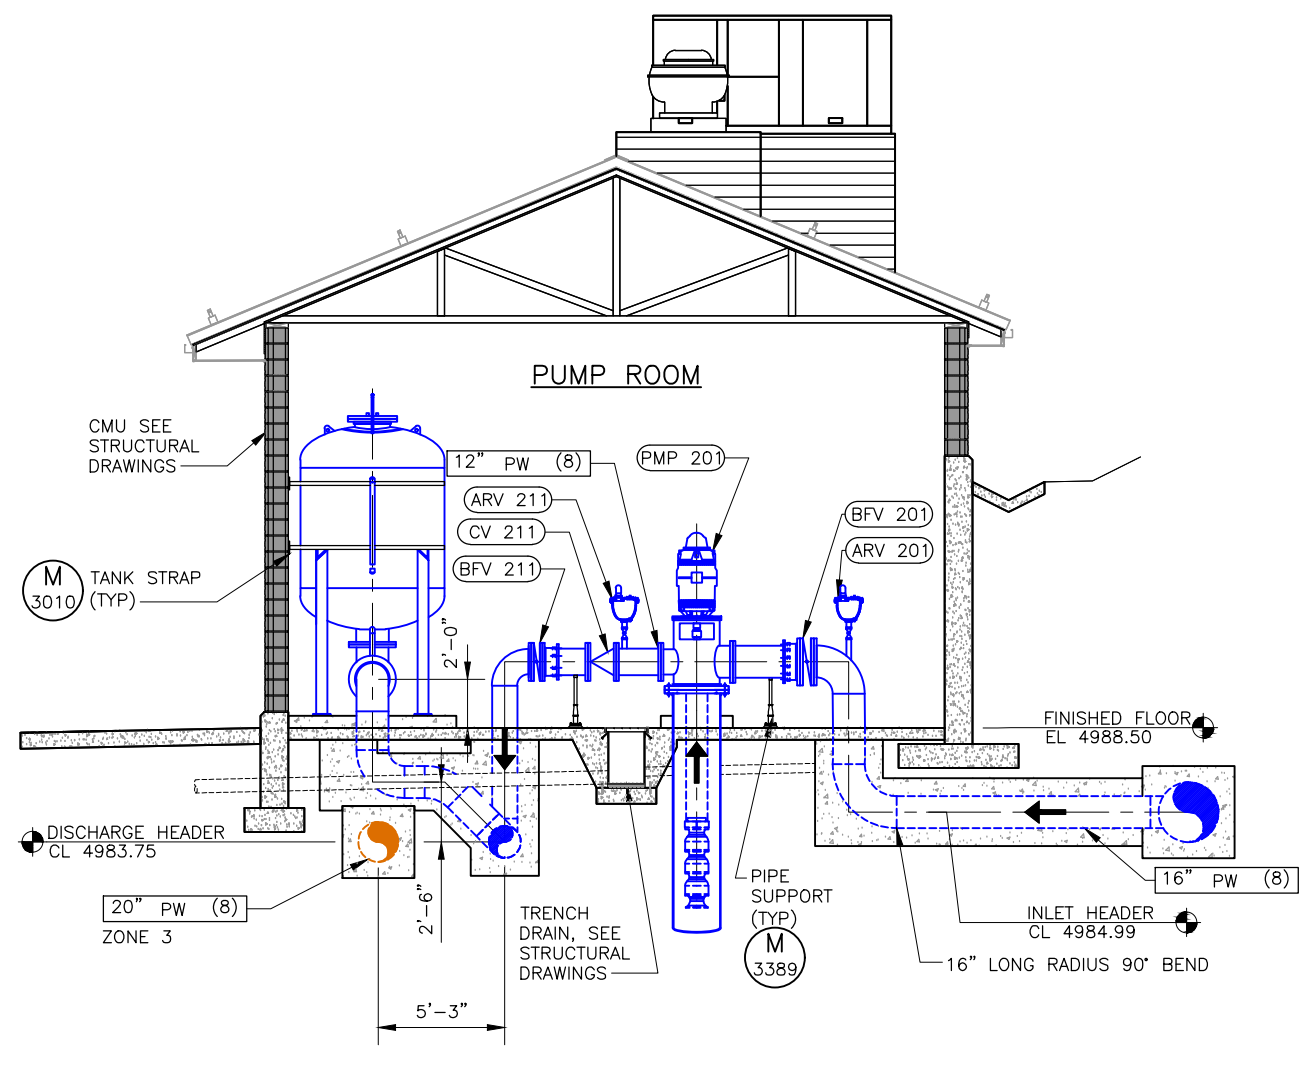 PUMP ROOM
CMU SEE
STRUCTURAL
DRAWINGS
12” PW (8)
PMP 201
ARV 211
CV 211
BFV 211
BFV 201
ARV 201
M
3010
TANK STRAP
(TYP)
2’-0”
FINISHED FLOOR
EL 4988.50
DISCHARGE HEADER
CL 4983.75
20” PW (8)
ZONE 3
2’-6”
5’-3”
TRENCH
DRAIN, SEE
STRUCTURAL
DRAWINGS
PIPE
SUPPORT
(TYP)
M
3389
16” PW (8)
INLET HEADER
CL 4984.99
16” LONG RADIUS 90° BEND